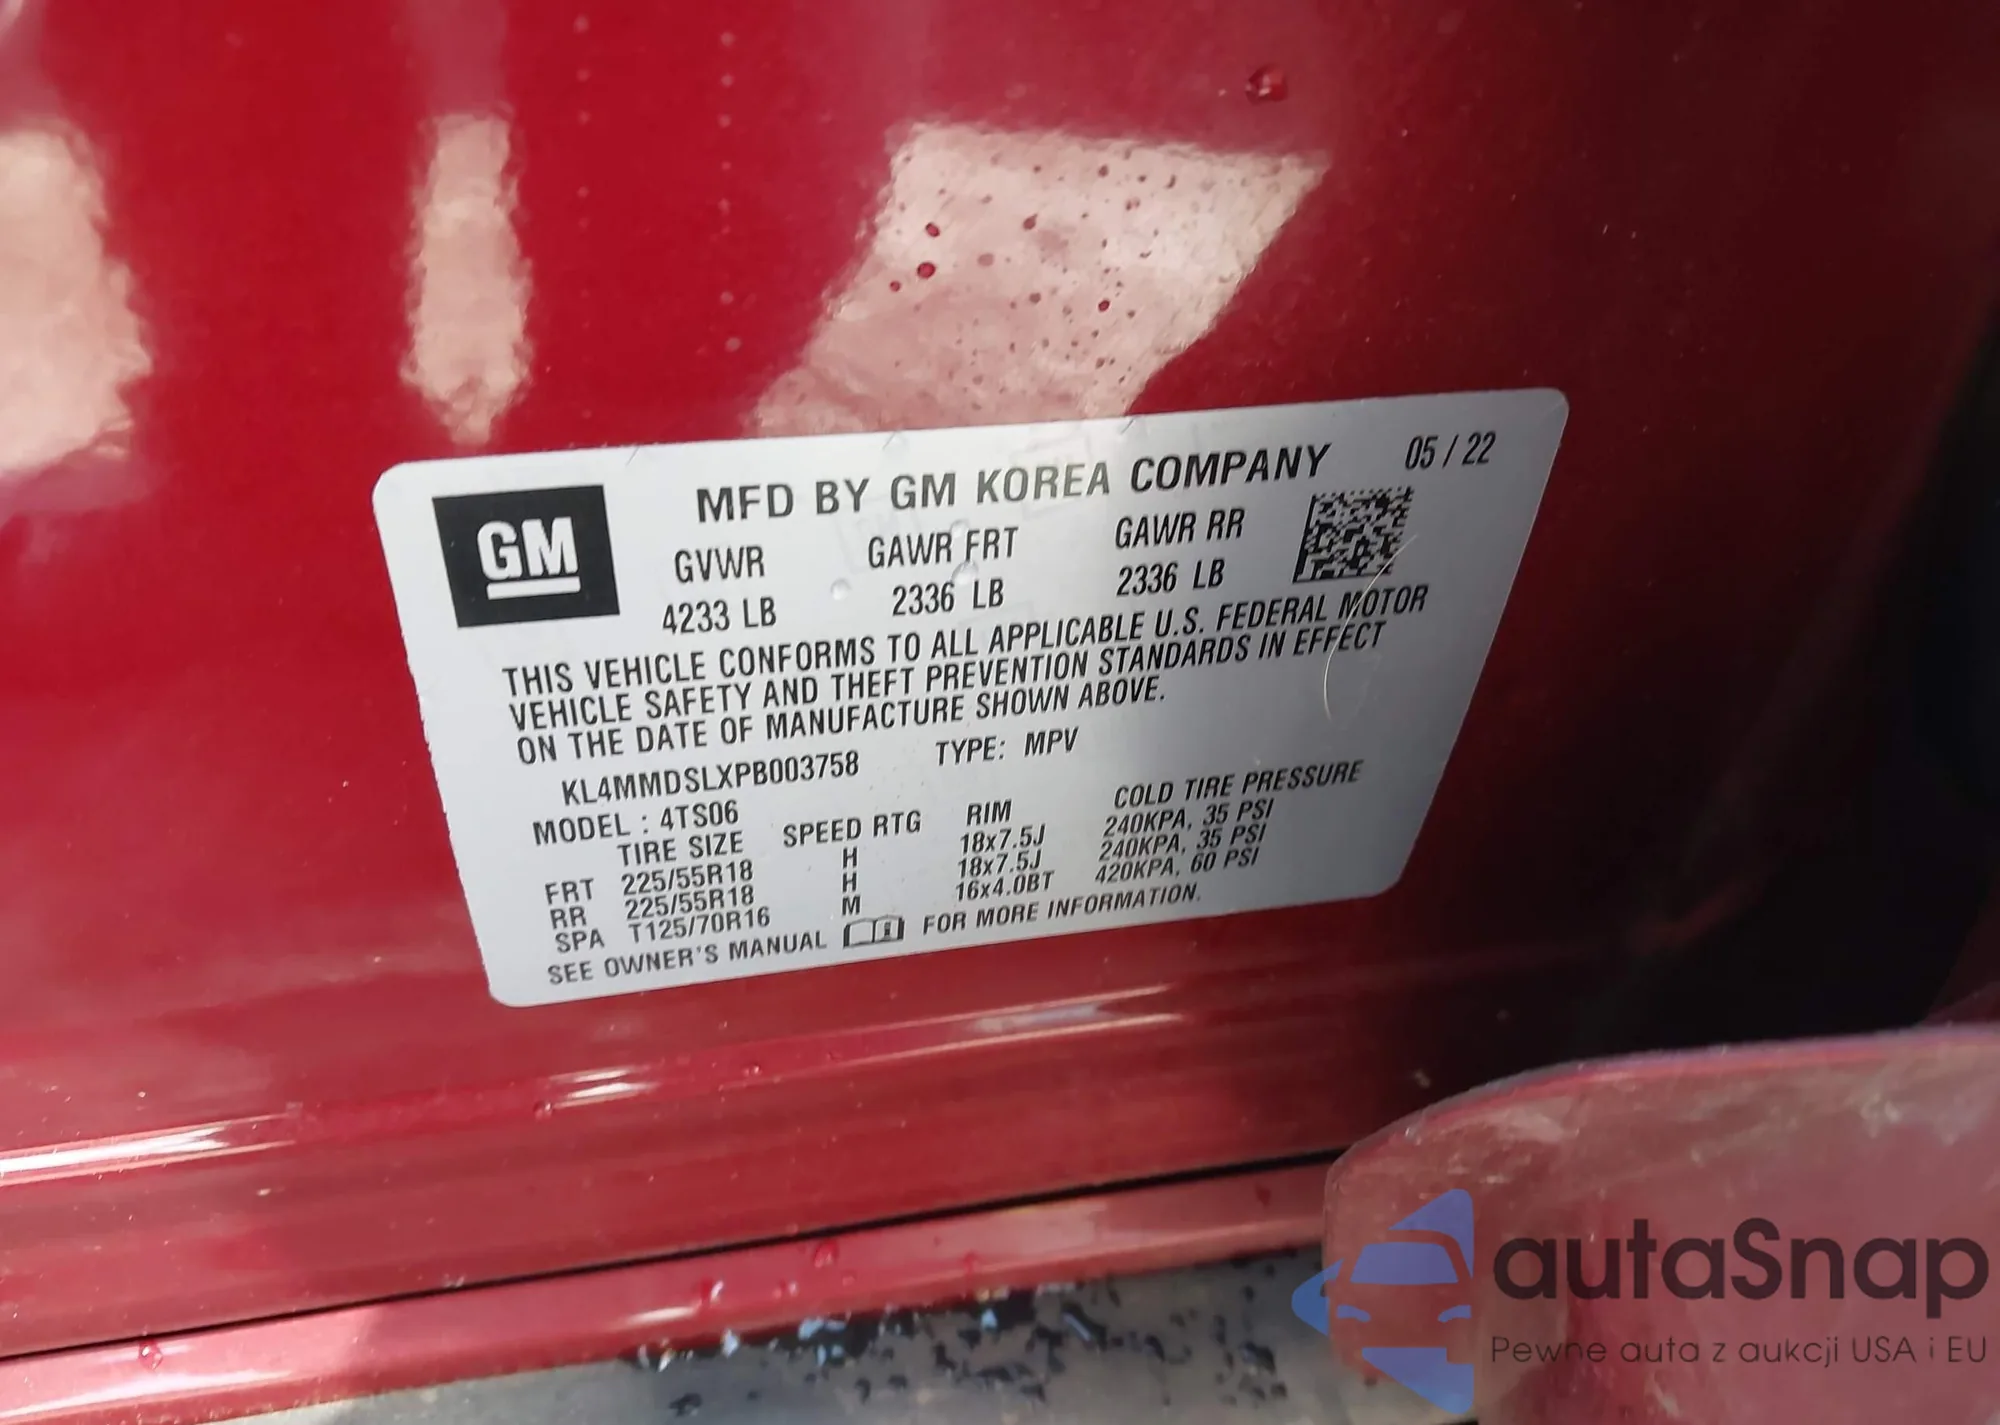 MFD BY GM KOREA COMPANY 05 / 22
GM
GVWR GAWR FRT GAWR RR
4233 LB 2336 LB 2336 LB
THIS VEHICLE CONFORMS TO ALL APPLICABLE U.S. FEDERAL MOTOR
VEHICLE SAFETY AND THEFT PREVENTION STANDARDS IN EFFECT
ON THE DATE OF MANUFACTURE SHOWN ABOVE.
KL4MMDSLXPB003758 TYPE: MPV
MODEL : 4TS06
TIRE SIZE SPEED RTG RIM COLD TIRE PRESSURE
FRT 225/55R18 H 18x7.5J 240KPA, 35 PSI
RR 225/55R18 H 18x7.5J 240KPA, 35 PSI
SPA T125/70R16 M 16x4.0BT 420KPA, 60 PSI
SEE OWNER'S MANUAL FOR MORE INFORMATION.
autaSnap
Pewne auta z aukcji USA i EU